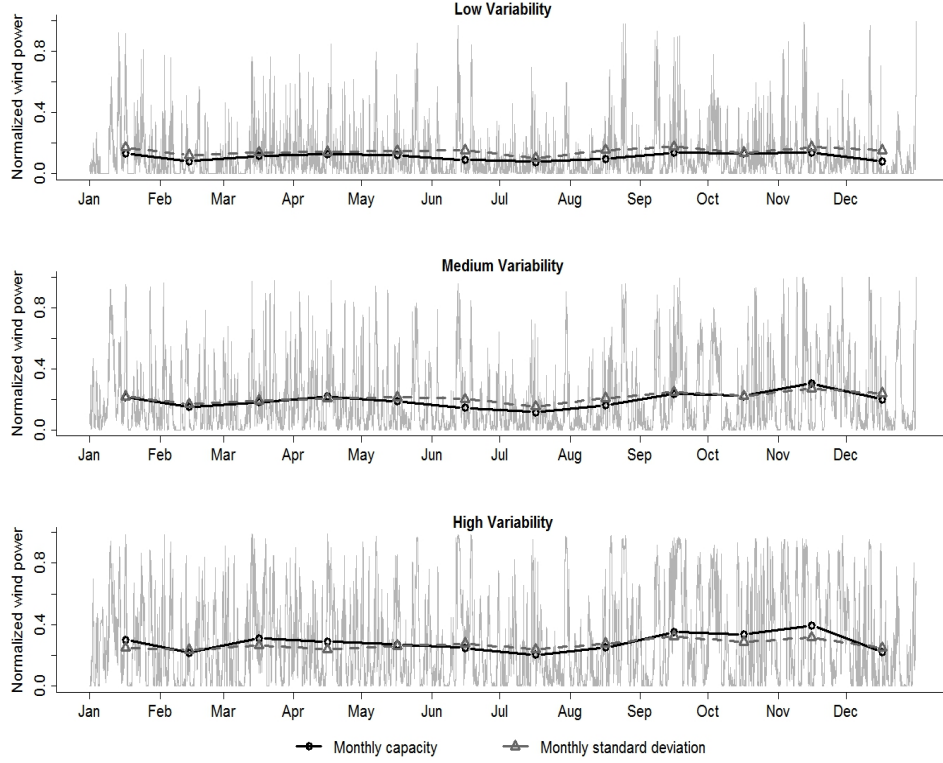 Low Variability
Normalized wind power
0.8
0.4
0.0
Jan Feb Mar Apr May Jun Jul Aug Sep Oct Nov Dec
Medium Variability
Normalized wind power
0.8
0.4
0.0
Jan Feb Mar Apr May Jun Jul Aug Sep Oct Nov Dec
High Variability
Normalized wind power
0.8
0.4
0.0
Jan Feb Mar Apr May Jun Jul Aug Sep Oct Nov Dec
Monthly capacity Monthly standard deviation